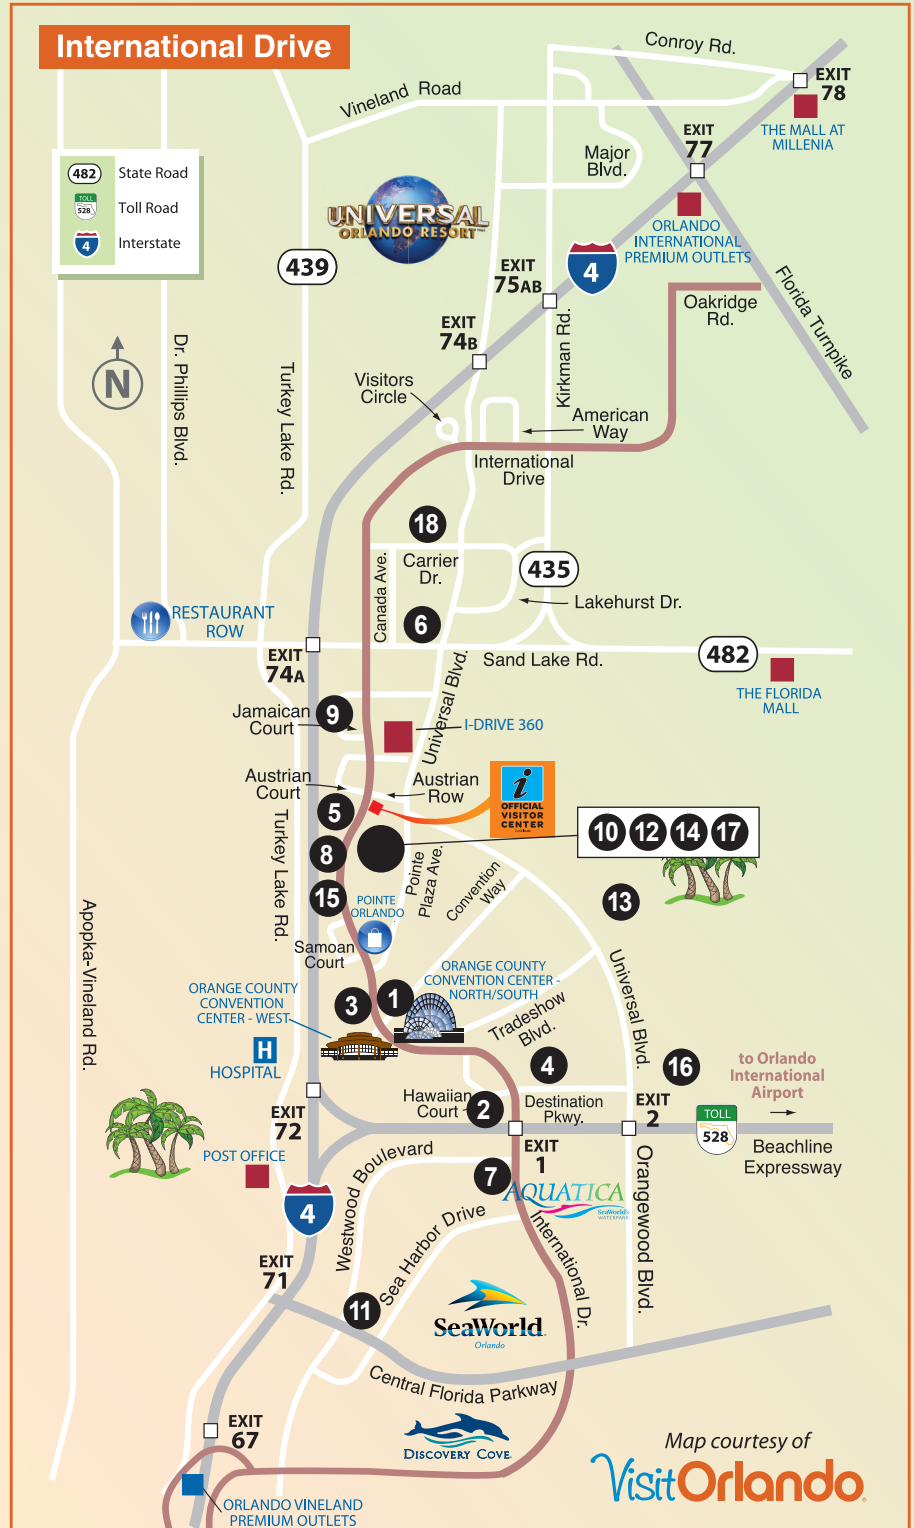 International Drive
Conroy Rd.
EXIT
78
Vineland Road
THE MALL AT
MILLENIA
EXIT
77
Major
Blvd.
482
State Road
TOLL
528
Toll Road
4
Interstate
UNIVERSAL
ORLANDO RESORT
ORLANDO
INTERNATIONAL
PREMIUM OUTLETS
439
EXIT
75AB
4
Oakridge
Rd.
Florida Turnpike
EXIT
74B
N
Dr. Phillips Blvd.
Turkey Lake Rd.
Visitors
Circle
Kirkman Rd.
American
Way
International
Drive
18
Canada Ave.
Carrier
Dr.
435
Lakehurst Dr.
RESTAURANT
ROW
6
EXIT
74A
Sand Lake Rd.
482
THE FLORIDA
MALL
Universal Blvd.
Jamaican
Court
9
I-DRIVE 360
Austrian
Court
Austrian
Row
i
OFFICIAL
VISITOR
CENTER
5
Turkey Lake Rd.
8
10 12 14 17
Pointe
Plaza Ave.
Convention
Way
15
POINTE
ORLANDO
13
Apopka-Vineland Rd.
Samoan
Court
Universal Blvd.
ORANGE COUNTY
CONVENTION CENTER -
NORTH/SOUTH
ORANGE COUNTY
CONVENTION
CENTER - WEST
3
1
Tradeshow
Blvd.
H
HOSPITAL
4
16
to Orlando
International
Airport
Hawaiian
Court
2
Destination
Pkwy.
EXIT
2
EXIT
72
TOLL
528
Beachline
Expressway
EXIT
1
POST OFFICE
Westwood Boulevard
7
AQUATICA
SeaWorld's
WATERPARK
Orangewood Blvd.
4
Sea Harbor Drive
International Dr.
EXIT
71
11
SeaWorld
Orlando
Central Florida Parkway
EXIT
67
DISCOVERY COVE
Map courtesy of
VisitOrlando
ORLANDO VINELAND
PREMIUM OUTLETS